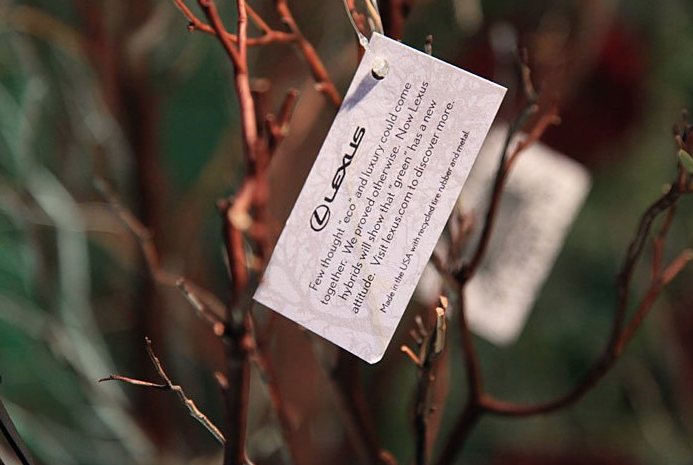 LEXUS
Few thought "eco" and luxury could come
together. We proved otherwise. Now Lexus
hybrids will show that "green" has a new
attitude. Visit lexus.com to discover more.
Made in the USA with recycled tire rubber and metal.